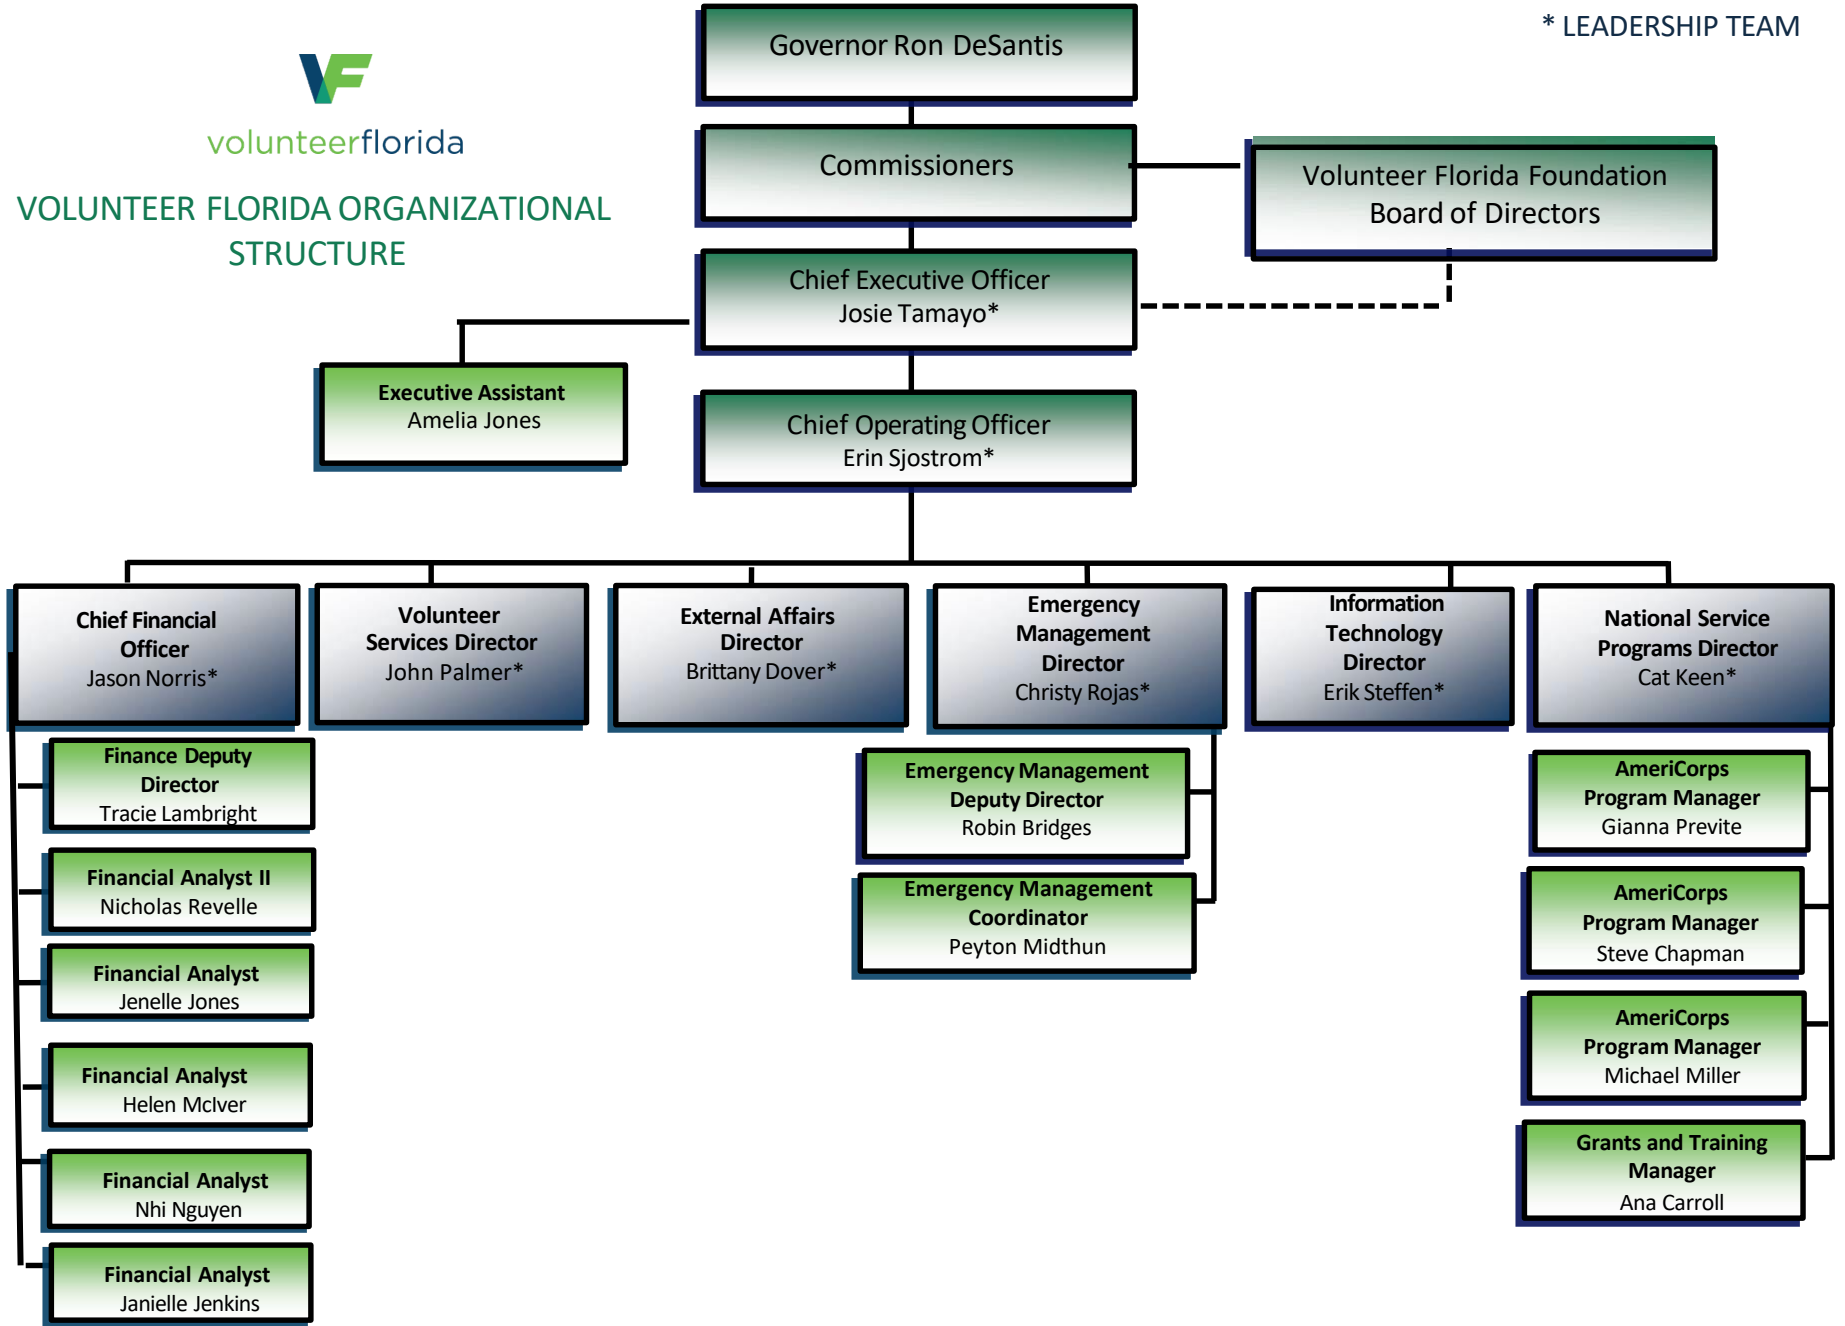 * LEADERSHIP TEAM
VF
volunteerflorida
VOLUNTEER FLORIDA ORGANIZATIONAL
STRUCTURE
Governor Ron DeSantis
Commissioners
Volunteer Florida Foundation
Board of Directors
Chief Executive Officer
Josie Tamayo*
Executive Assistant
Amelia Jones
Chief Operating Officer
Erin Sjostrom*
Chief Financial
Officer
Jason Norris*
Volunteer
Services Director
John Palmer*
External Affairs
Director
Brittany Dover*
Emergency
Management
Director
Christy Rojas*
Information
Technology
Director
Erik Steffen*
National Service
Programs Director
Cat Keen*
Finance Deputy
Director
Tracie Lambright
Financial Analyst II
Nicholas Revelle
Financial Analyst
Jenelle Jones
Financial Analyst
Helen McIver
Financial Analyst
Nhi Nguyen
Financial Analyst
Janielle Jenkins
Emergency Management
Deputy Director
Robin Bridges
Emergency Management
Coordinator
Peyton Midthun
AmeriCorps
Program Manager
Gianna Previte
AmeriCorps
Program Manager
Steve Chapman
AmeriCorps
Program Manager
Michael Miller
Grants and Training
Manager
Ana Carroll